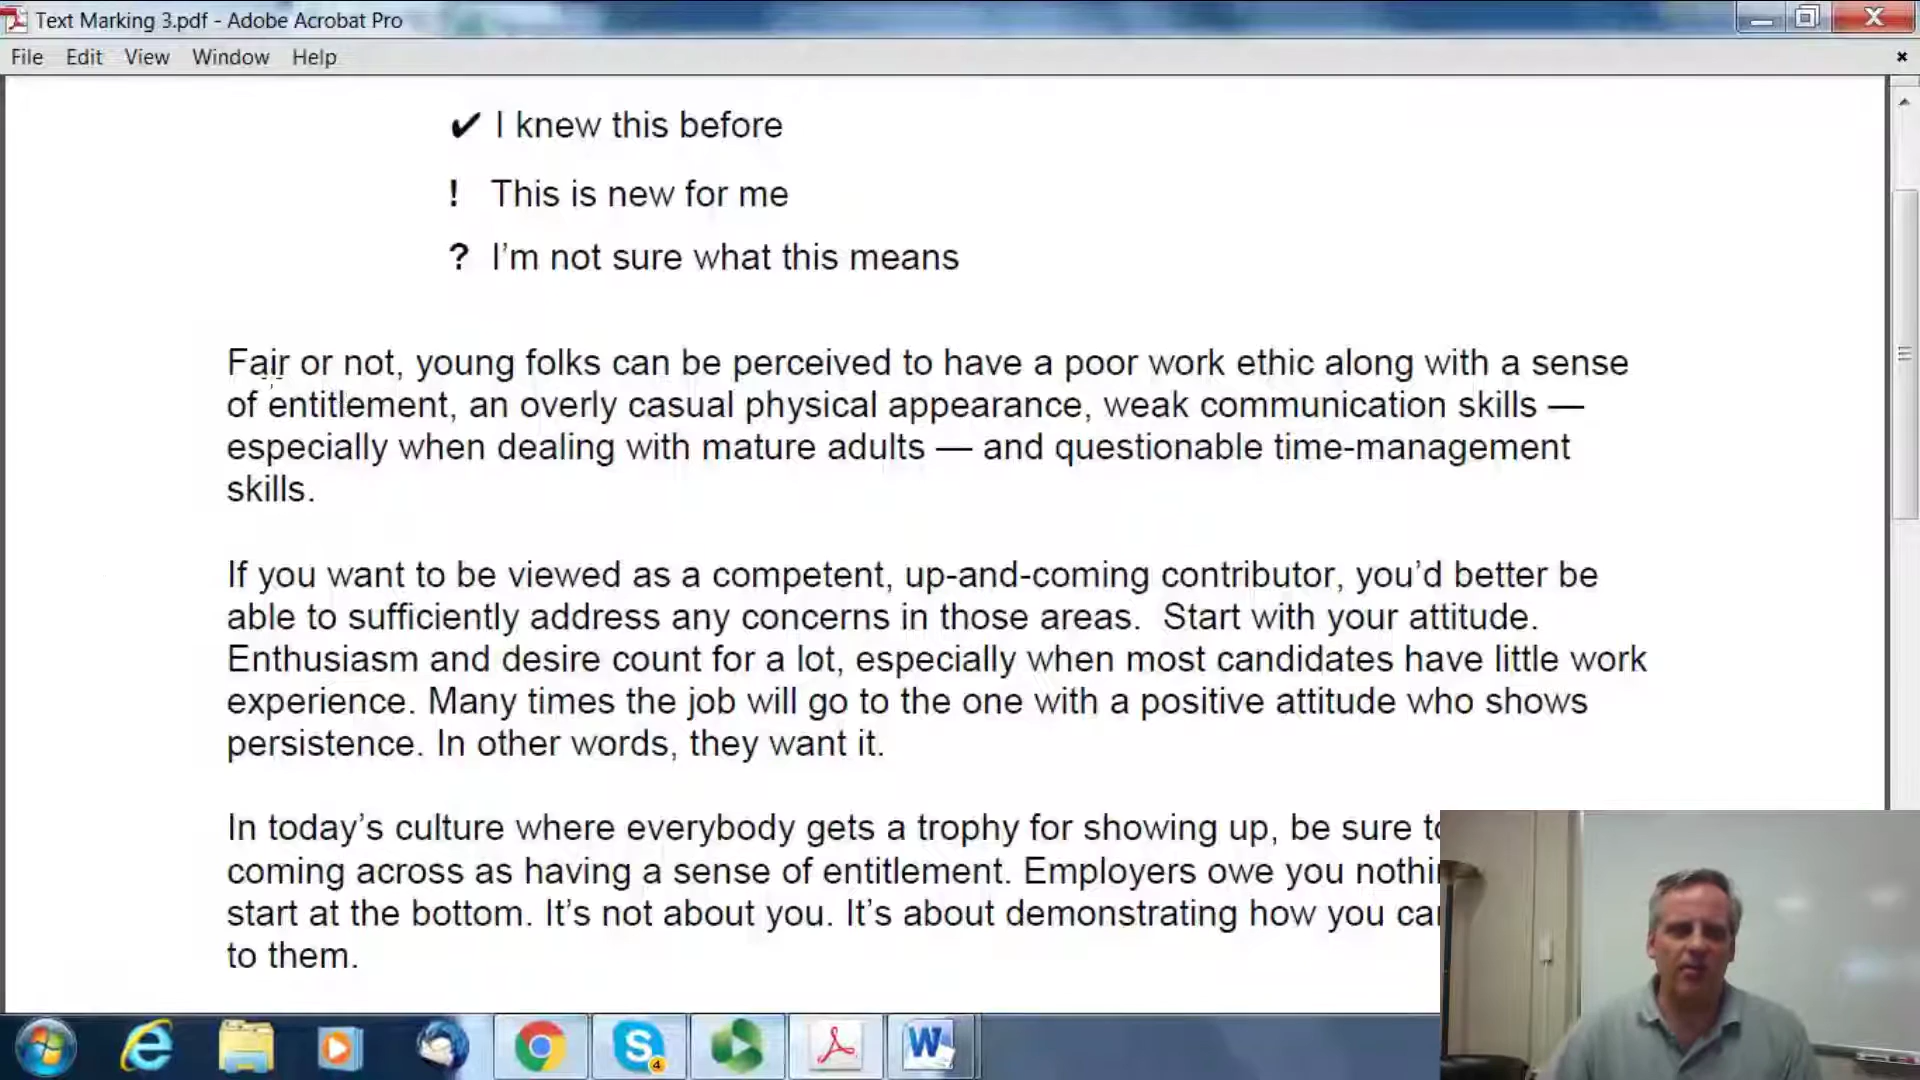 Text Marking 3.pdf - Adobe Acrobat Pro
File Edit View Window Help
✔ I knew this before
! This is new for me
? I'm not sure what this means
Fair or not, young folks can be perceived to have a poor work ethic along with a sense
of entitlement, an overly casual physical appearance, weak communication skills —
especially when dealing with mature adults — and questionable time-management
skills.
If you want to be viewed as a competent, up-and-coming contributor, you'd better be
able to sufficiently address any concerns in those areas.  Start with your attitude.
Enthusiasm and desire count for a lot, especially when most candidates have little work
experience. Many times the job will go to the one with a positive attitude who shows
persistence. In other words, they want it.
In today's culture where everybody gets a trophy for showing up, be sure
coming across as having a sense of entitlement. Employers owe you
start at the bottom. It's not about you. It's about demonstrating how you
to them.
4